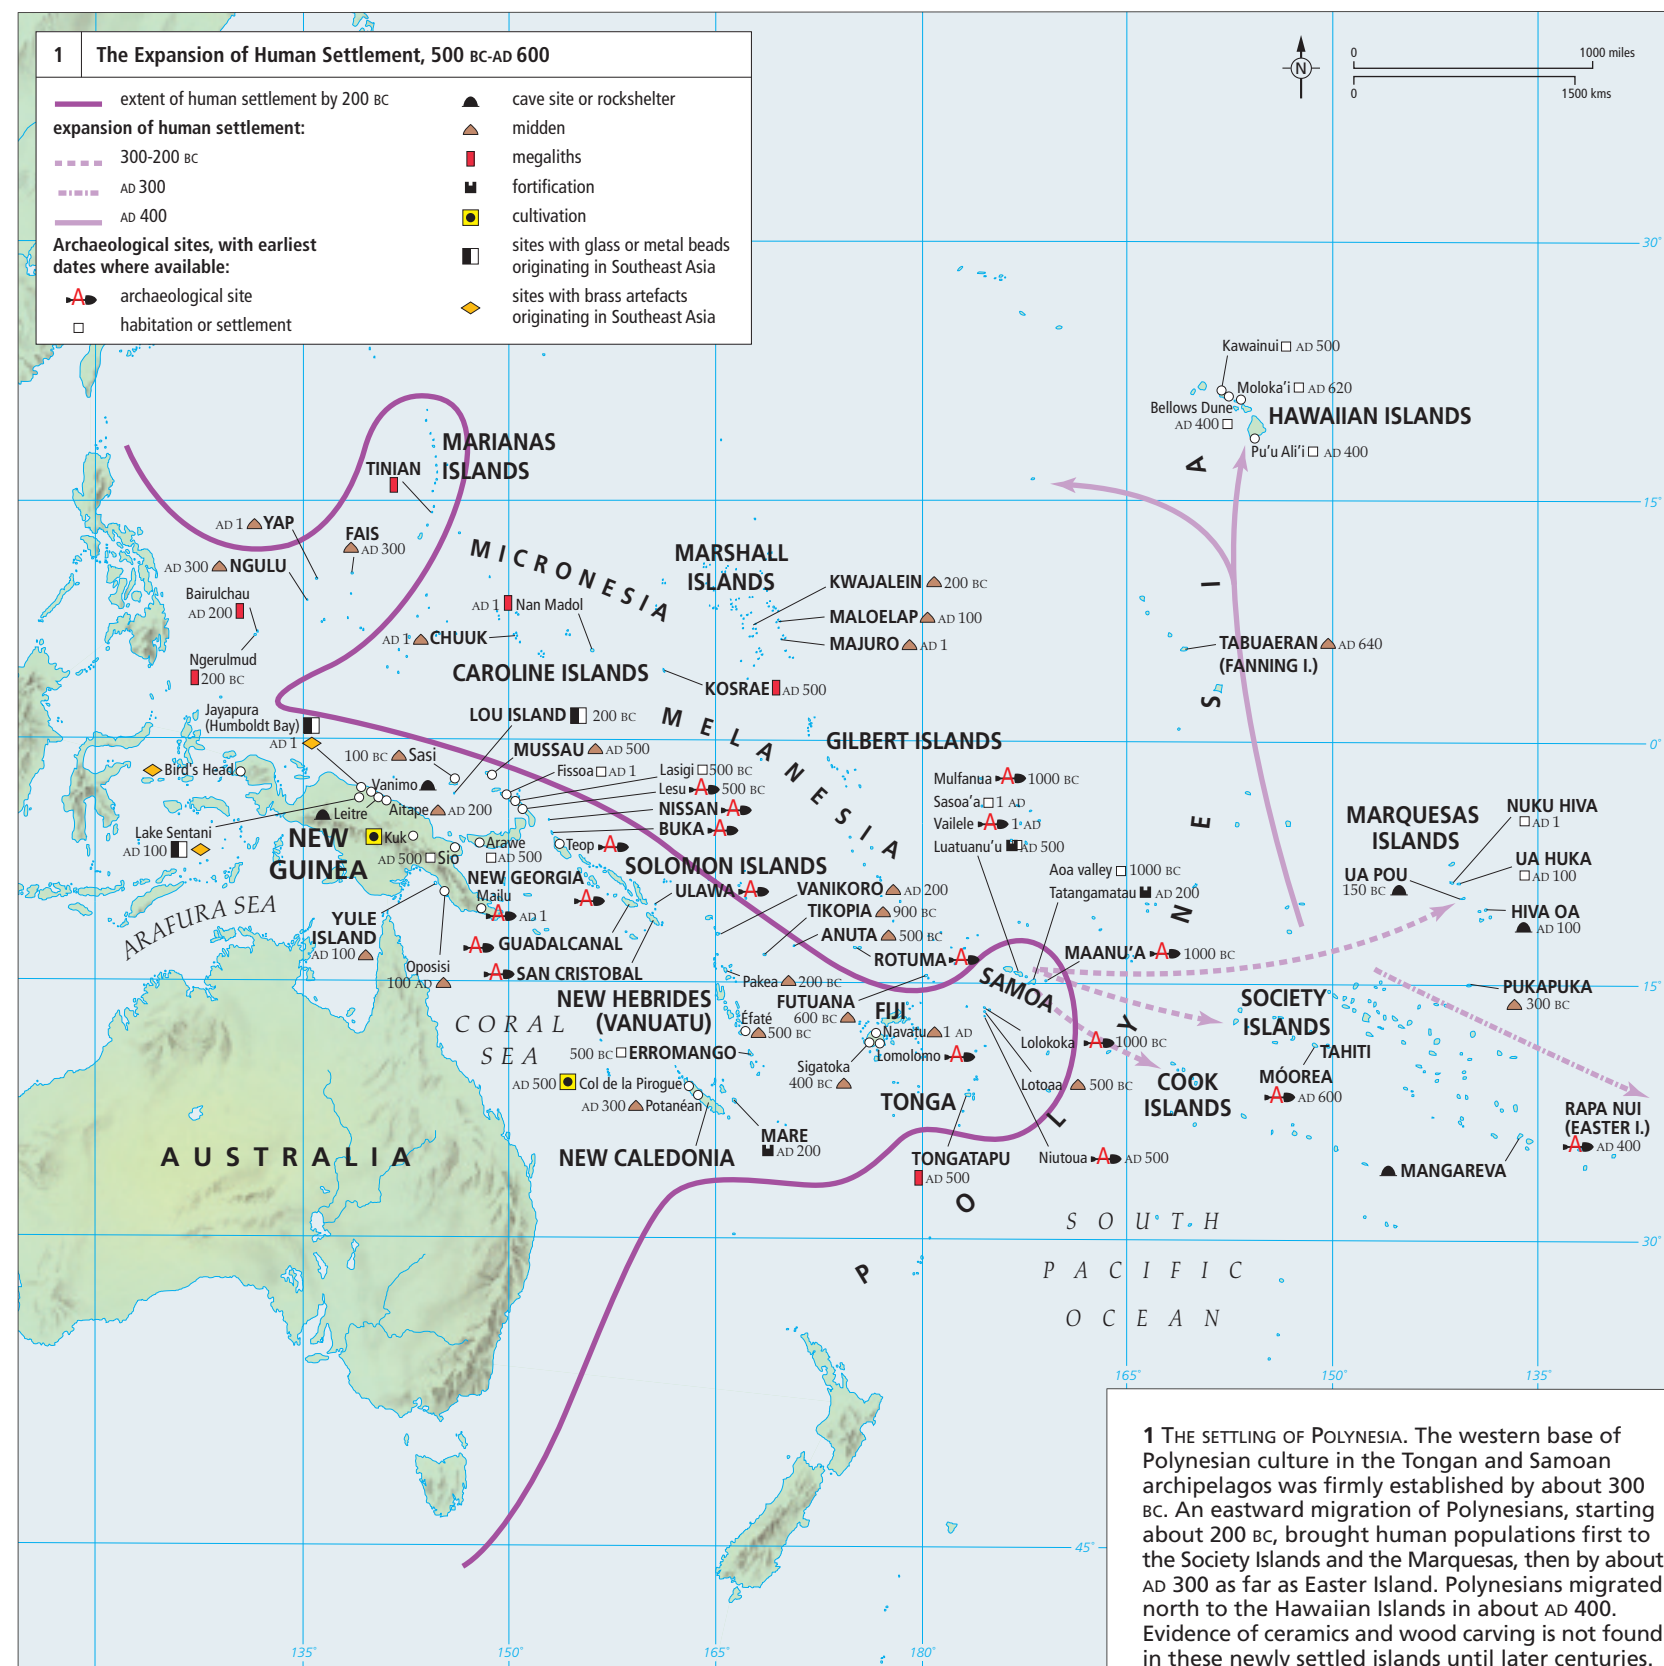 1 The Expansion of Human Settlement, 500 BC-AD 600
extent of human settlement by 200 BC
expansion of human settlement:
300-200 BC
AD 300
AD 400
Archaeological sites, with earliest
dates where available:
archaeological site
habitation or settlement
cave site or rockshelter
midden
megaliths
fortification
cultivation
sites with glass or metal beads
originating in Southeast Asia
sites with brass artefacts
originating in Southeast Asia
N
0 1000 miles
0 1500 kms
30°
Kawainui AD 500
Moloka'i AD 620
Bellows Dune
AD 400
HAWAIIAN ISLANDS
Pu'u Ali'i AD 400
MARIANAS
ISLANDS
TINIAN
15°
AD 1 YAP
FAIS
AD 300
AD 300 NGULU
MICRONESIA
MARSHALL
ISLANDS
KWAJALEIN 200 BC
Bairulchau
AD 200
AD 1 Nan Madol
MALOELAP AD 100
AD 1 CHUUK
MAJURO AD 1
TABUAERAN AD 640
(FANNING I.)
Ngerulmud
200 BC
CAROLINE ISLANDS
KOSRAE AD 500
Jayapura
(Humboldt Bay)
AD 1
LOU ISLAND 200 BC
MELANESIA
GILBERT ISLANDS
0°
100 BC Sasi
MUSSAU AD 500
Bird's Head
Vanimo
Fissoa AD 1
Lasigi 500 BC
Lesu 500 BC
Mulfanua 1000 BC
Leitre
Aitape AD 200
NISSAN
Sasoa'a 1 AD
BUKA
Vailele 1 AD
Lake Sentani
AD 100
NEW
GUINEA
Kuk
Arawe
AD 500
Teop
Luatuanu'u AD 500
AD 500 Sio
SOLOMON ISLANDS
Aoa valley 1000 BC
NEW GEORGIA
ULAWA
VANIKORO AD 200
Tatangamatau AD 200
MARQUESAS
ISLANDS
NUKU HIVA
AD 1
UA HUKA
AD 100
UA POU
150 BC
HIVA OA
AD 100
Mailu
AD 1
TIKOPIA 900 BC
ARAFURA SEA
YULE
ISLAND
AD 100
GUADALCANAL
ANUTA 500 BC
ROTUMA
MAANU'A 1000 BC
Oposisi
100 AD
SAN CRISTOBAL
Pakea 200 BC
SAMOA
15°
PUKAPUKA
300 BC
NEW HEBRIDES
(VANUATU)
FUTUANA
600 BC
FIJI
SOCIETY
ISLANDS
CORAL
SEA
Éfaté
500 BC
Navatu 1 AD
Lolokoka 1000 BC
TAHITI
500 BC ERROMANGO
Lomolomo
Sigatoka
400 BC
AD 500 Col de la Pirogue
Lotoaa 500 BC
COOK
ISLANDS
MÓOREA
AD 600
AD 300 Potanéan
TONGA
RAPA NUI
(EASTER I.)
AD 400
MARE
AD 200
AUSTRALIA
NEW CALEDONIA
TONGATAPU
AD 500
Niutoua AD 500
MANGAREVA
POLYNESIA
SOUTH
PACIFIC
OCEAN
30°
165° 150° 135°
45°
135° 150° 165° 180°
1 THE SETTLING OF POLYNESIA. The western base of
Polynesian culture in the Tongan and Samoan
archipelagos was firmly established by about 300
BC. An eastward migration of Polynesians, starting
about 200 BC, brought human populations first to
the Society Islands and the Marquesas, then by about
AD 300 as far as Easter Island. Polynesians migrated
north to the Hawaiian Islands in about AD 400.
Evidence of ceramics and wood carving is not found
in these newly settled islands until later centuries.